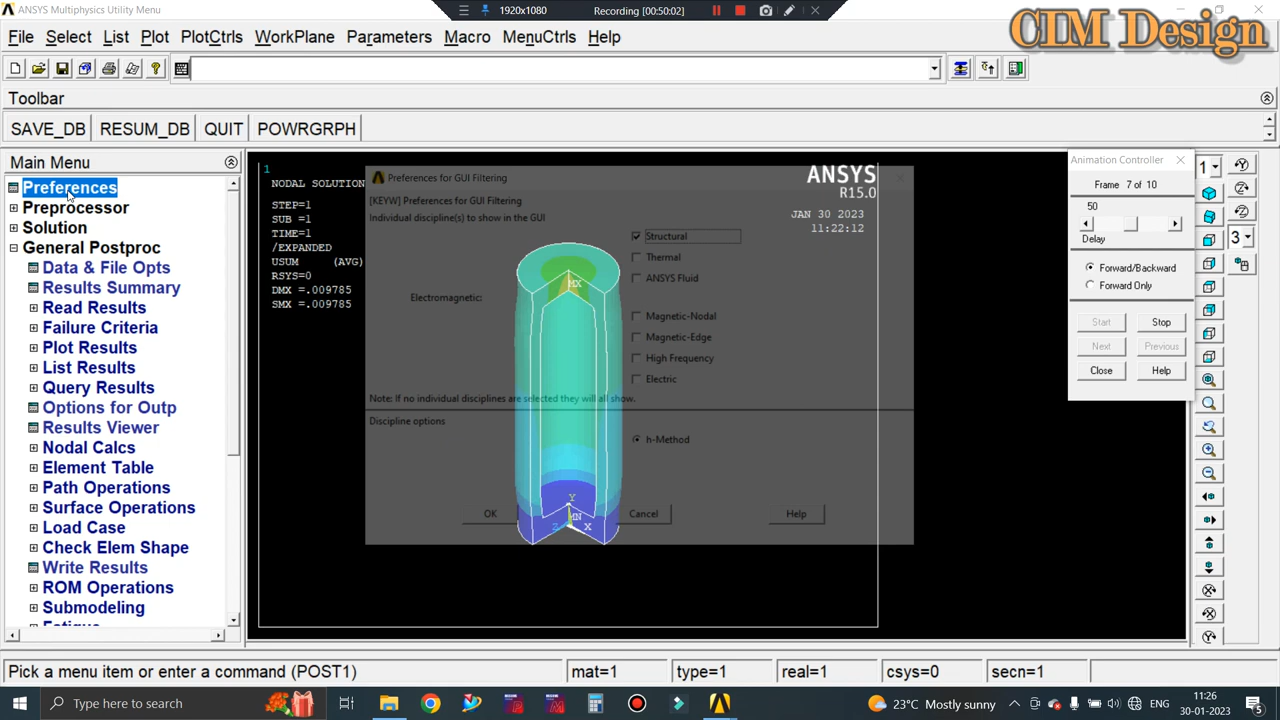 ANSYS Multiphysics Utility Menu
1920x1080
Recording [00:50:02]
CIM Design
File Select List Plot PlotCtrls WorkPlane Parameters Macro MenuCtrls Help
Toolbar
SAVE_DB RESUM_DB QUIT POWRGRPH
Main Menu
Preferences
Preprocessor
Solution
General Postproc
Data & File Opts
Results Summary
Read Results
Failure Criteria
Plot Results
List Results
Query Results
Options for Outp
Results Viewer
Nodal Calcs
Element Table
Path Operations
Surface Operations
Load Case
Check Elem Shape
Write Results
ROM Operations
Submodeling
Fatigue
1
NODAL SOLUTION
STEP=1
SUB =1
TIME=1
/EXPANDED
USUM (AVG)
RSYS=0
DMX =.009785
SMX =.009785
ANSYS
R15.0
JAN 30 2023
11:22:12
MX
Y
MN
Z X
Preferences for GUI Filtering
[KEYW] Preferences for GUI Filtering
Individual discipline(s) to show in the GUI
Structural
Thermal
ANSYS Fluid
Electromagnetic:
Magnetic-Nodal
Magnetic-Edge
High Frequency
Electric
Note: If no individual disciplines are selected they will all show.
Discipline options
h-Method
OK Cancel Help
Animation Controller
Frame 7 of 10
50
Delay
Forward/Backward
Forward Only
Start Stop
Next Previous
Close Help
1
3
Pick a menu item or enter a command (POST1)
mat=1 type=1 real=1 csys=0 secn=1
Type here to search
23°C Mostly sunny
ENG
11:26
30-01-2023
5